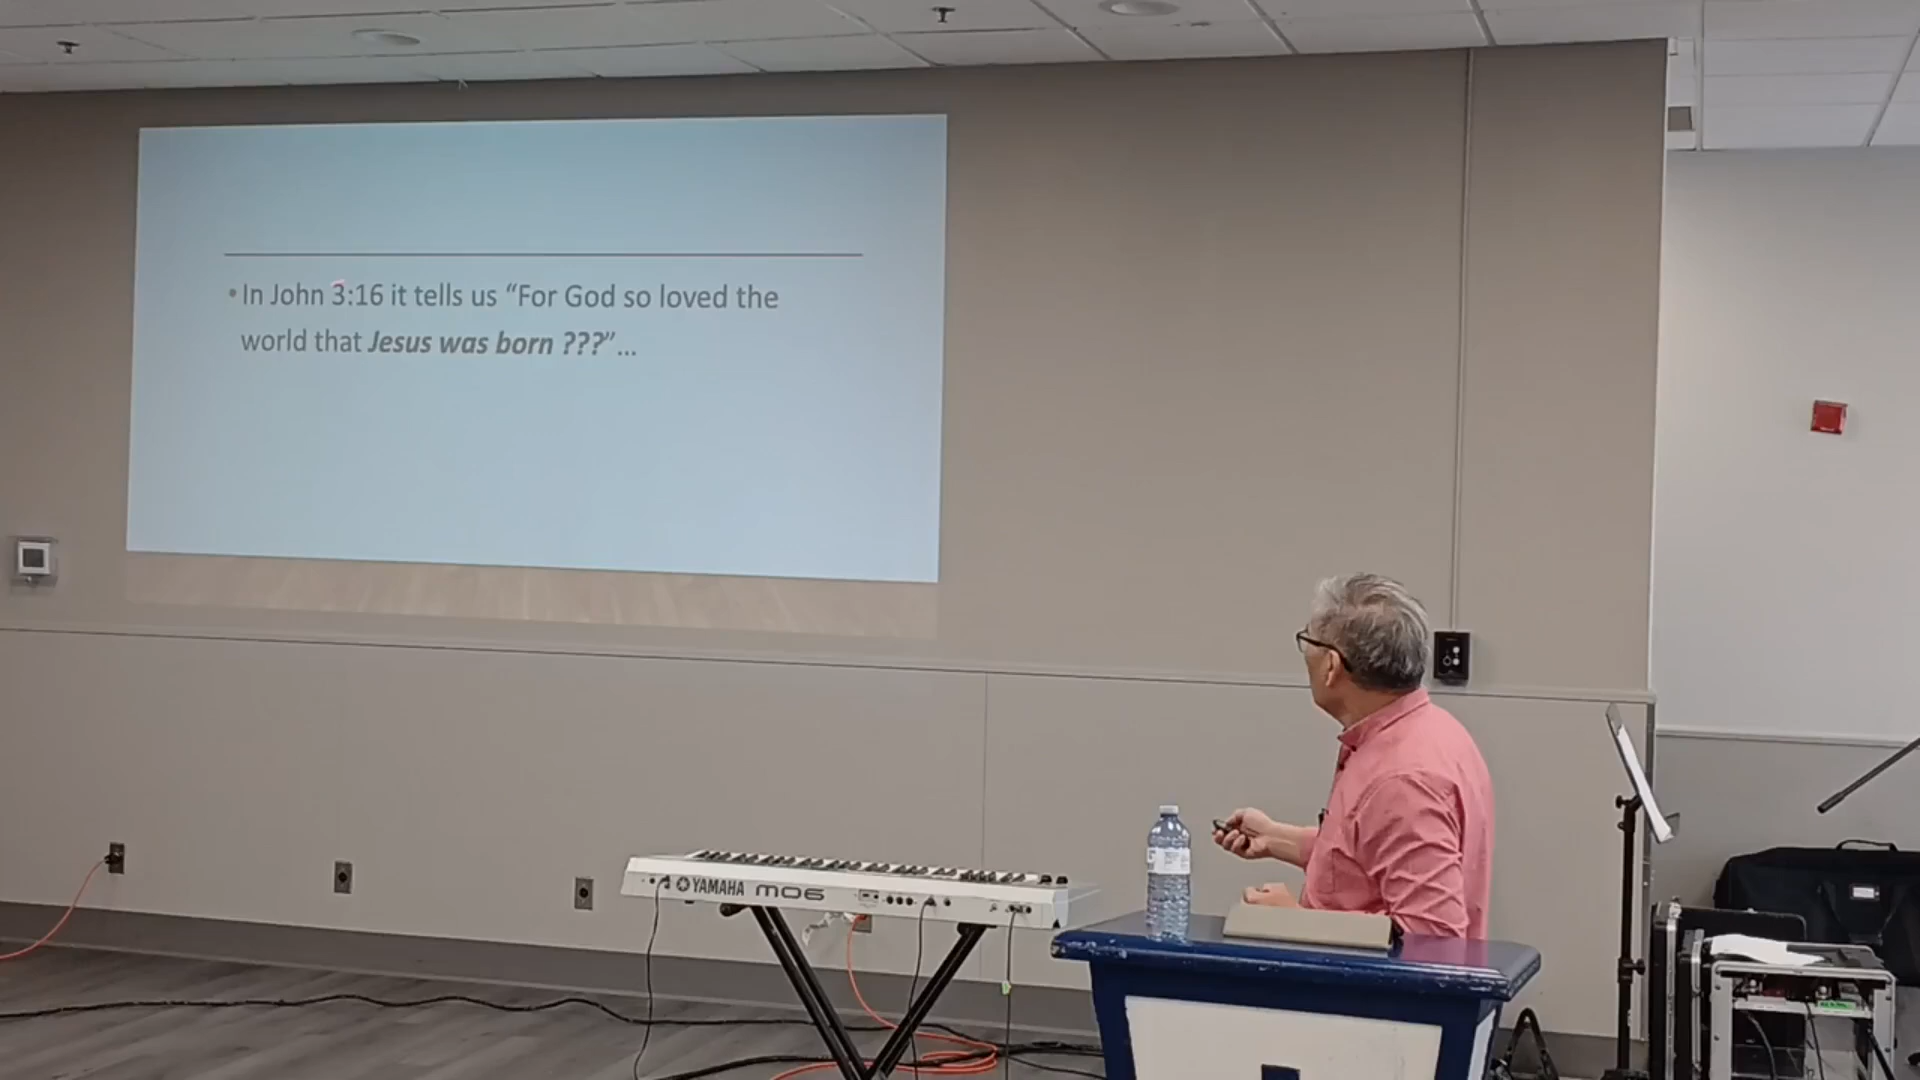 • In John 3:16 it tells us “For God so loved the
world that Jesus was born ???”...
YAMAHA MO6